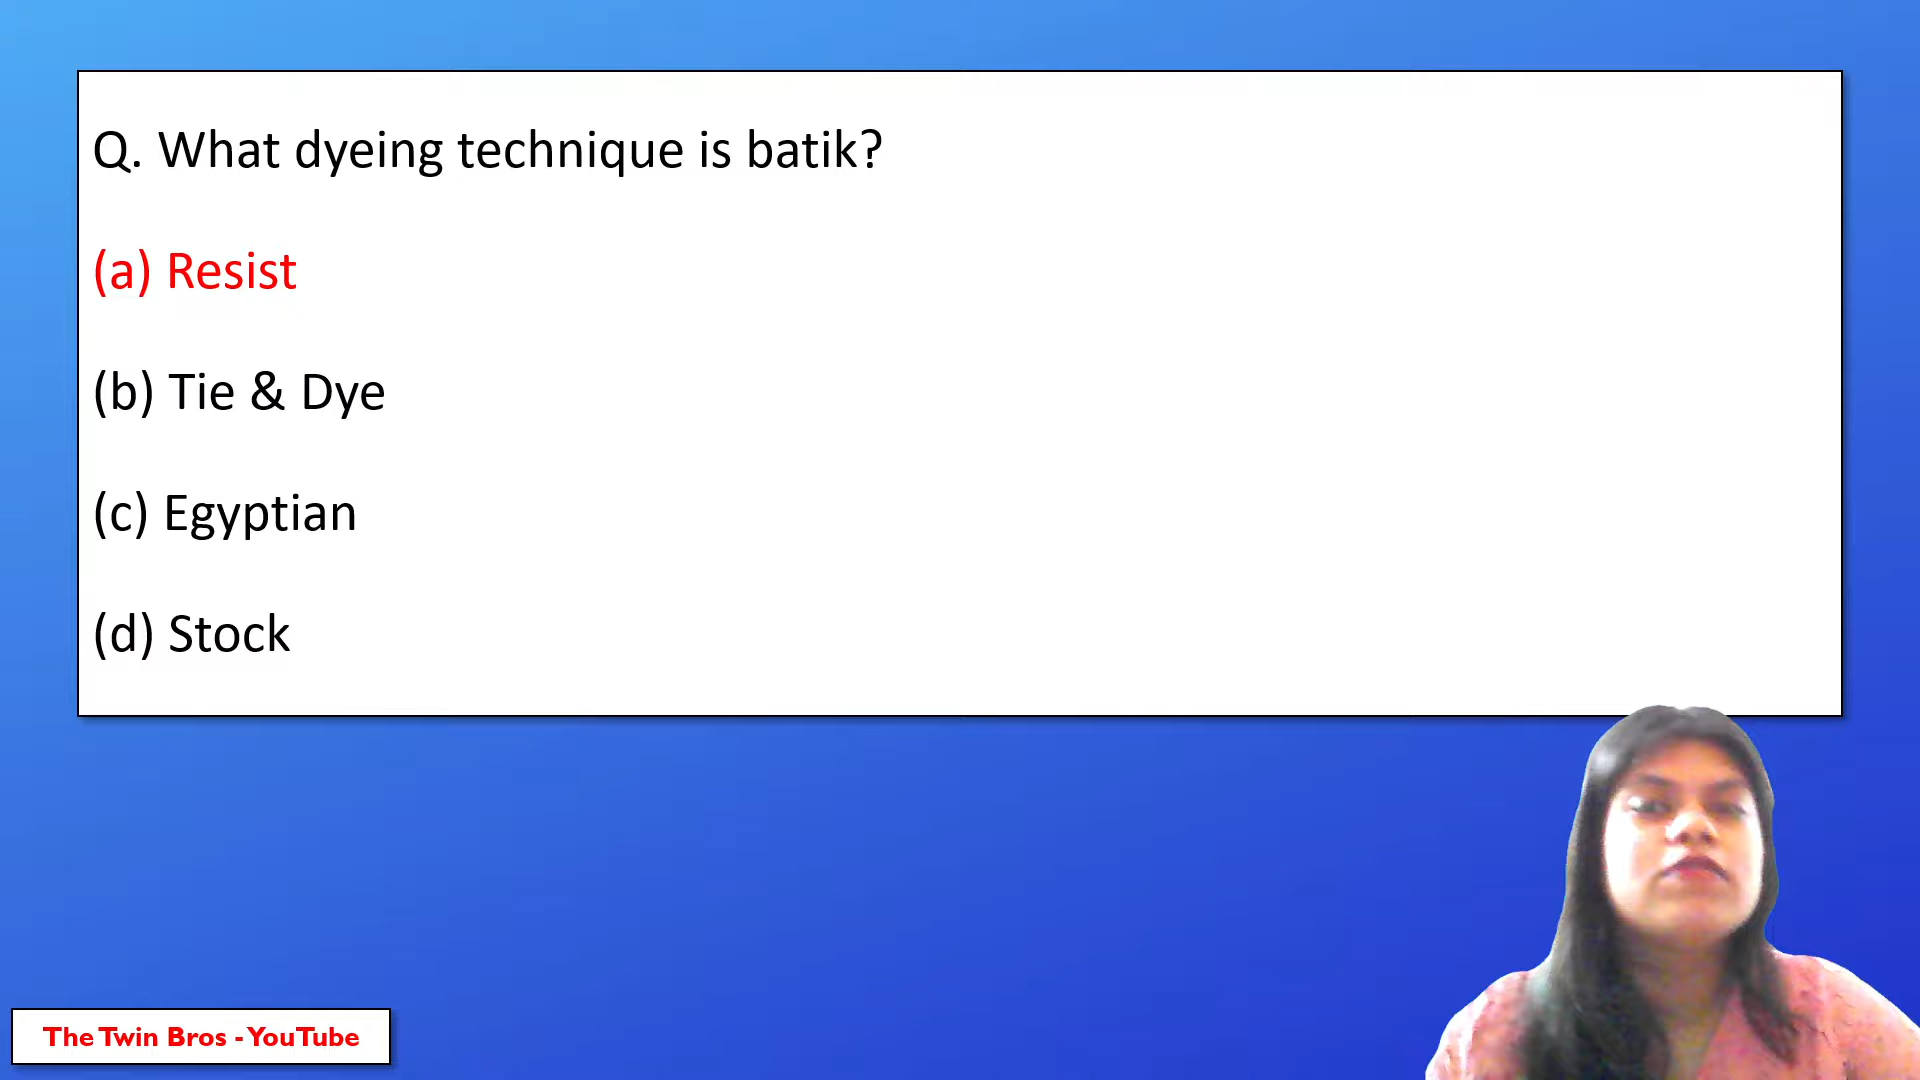 Q. What dyeing technique is batik?
(a) Resist
(b) Tie & Dye
(c) Egyptian
(d) Stock
The Twin Bros - YouTube